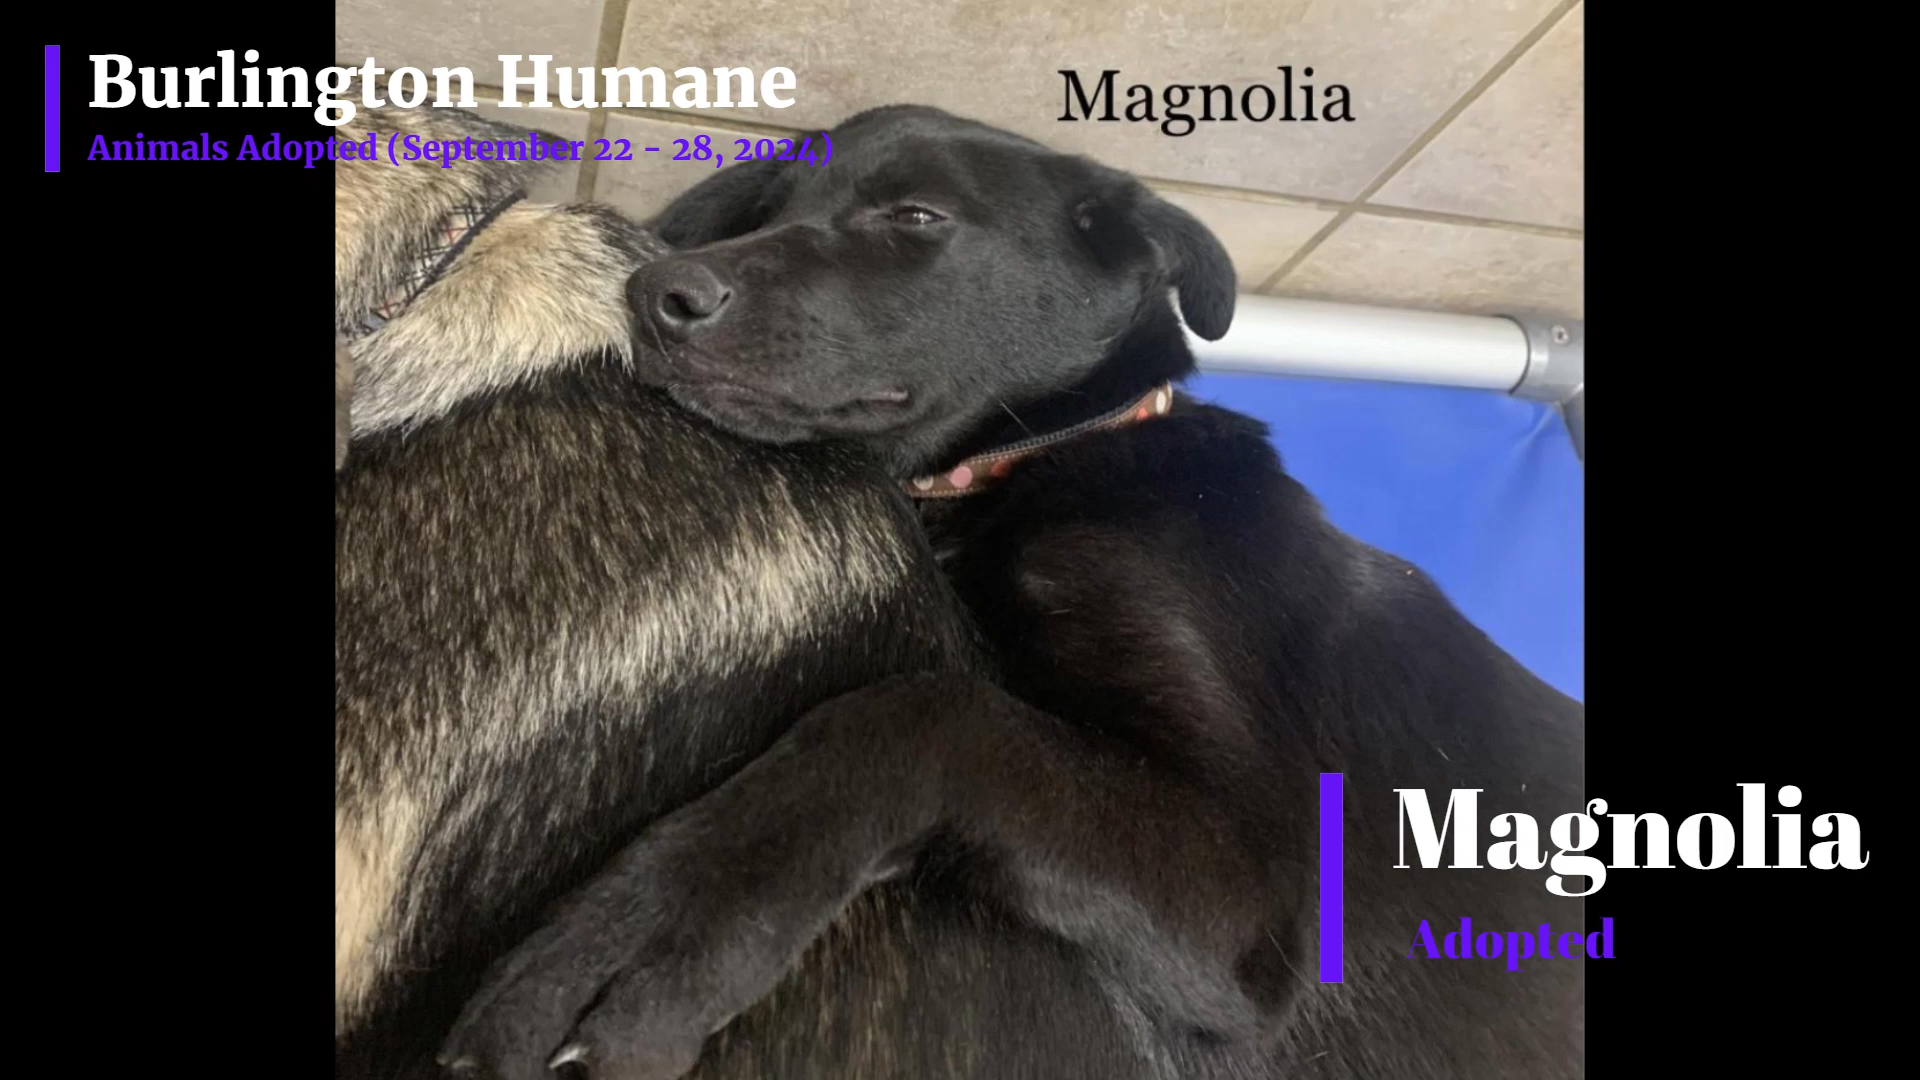 Burlington Humane
Animals Adopted (September 22 - 28, 2024)
Magnolia
Magnolia
Adopted